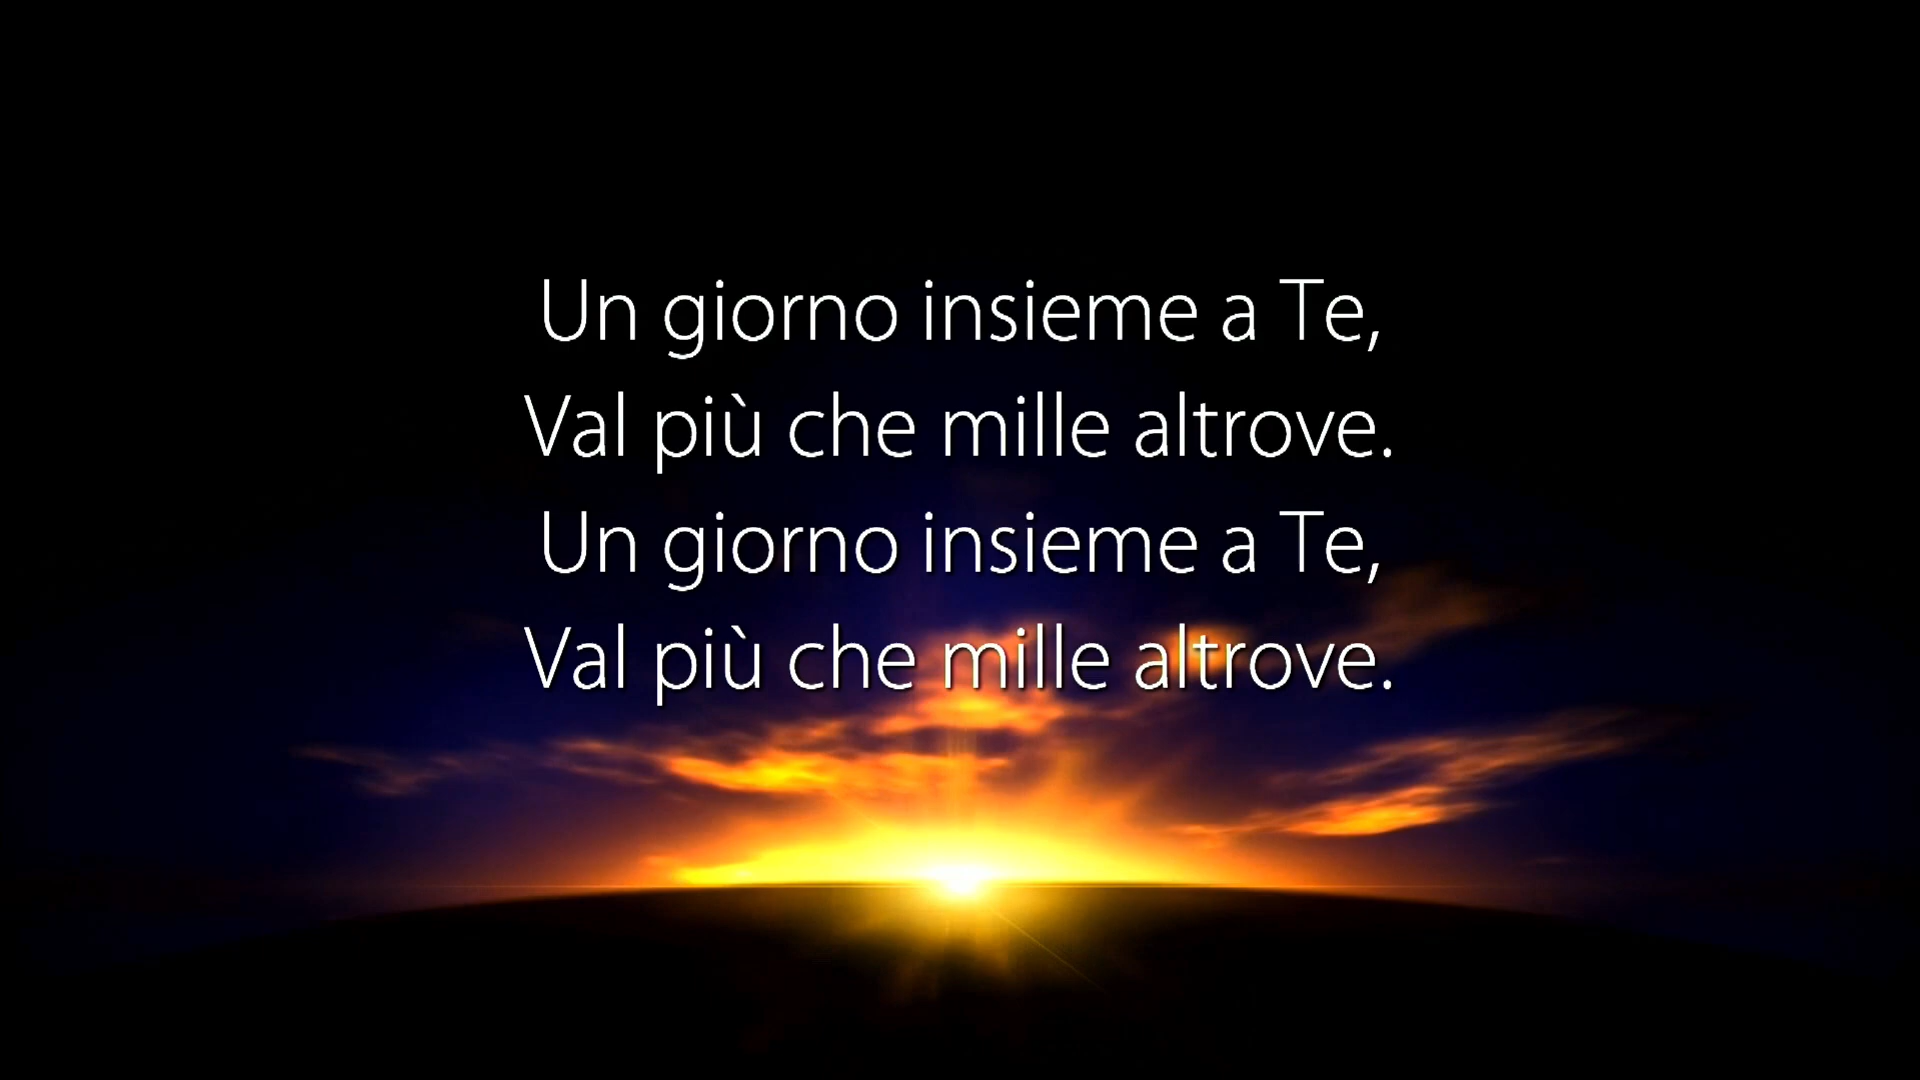 Un giorno insieme a Te,
Val più che mille altrove.
Un giorno insieme a Te,
Val più che mille altrove.